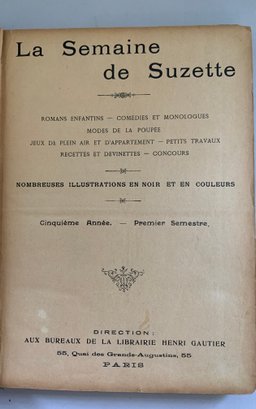 La Semaine
de Suzette
ROMANS ENFANTINS — COMÉDIES ET MONOLOGUES
MODES DE LA POUPÉE
JEUX DE PLEIN AIR ET D'APPARTEMENT — PETITS TRAVAUX
RECETTES ET DEVINETTES — CONCOURS
NOMBREUSES ILLUSTRATIONS EN NOIR ET EN COULEURS
Cinquième Année. — Premier Semestre.
DIRECTION :
AUX BUREAUX DE LA LIBRAIRIE HENRI GAUTIER
55, Quai des Grands-Augustins, 55
PARIS